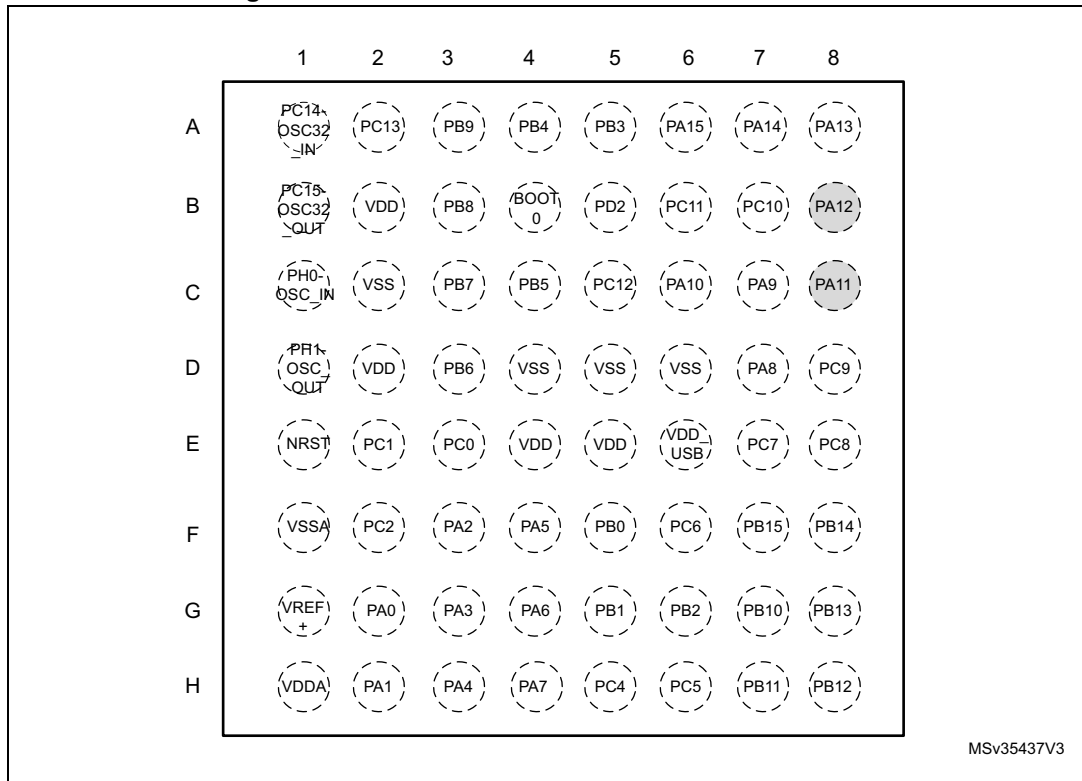 g
1 2 3 4 5 6 7 8
A PC14-OSC32_IN PC13 PB9 PB4 PB3 PA15 PA14 PA13
B PC15-OSC32_OUT VDD PB8 BOOT0 PD2 PC11 PC10 PA12
C PH0-OSC_IN VSS PB7 PB5 PC12 PA10 PA9 PA11
D PH1-OSC_OUT VDD PB6 VSS VSS VSS PA8 PC9
E NRST PC1 PC0 VDD VDD VDD_USB PC7 PC8
F VSSA PC2 PA2 PA5 PB0 PC6 PB15 PB14
G VREF+ PA0 PA3 PA6 PB1 PB2 PB10 PB13
H VDDA PA1 PA4 PA7 PC4 PC5 PB11 PB12
MSv35437V3